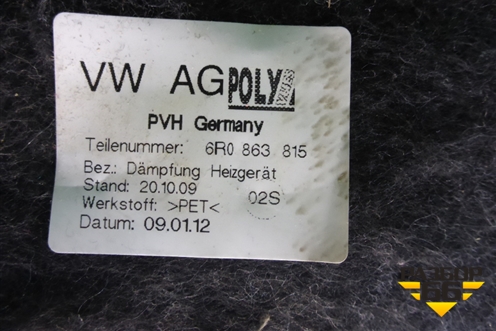 VW AG POLY
PVH Germany
Teilenummer: 6R0 863 815
Bez.: Dämpfung Heizgerät
Stand: 20.10.09 02S
Werkstoff: >PET<
Datum: 09.01.12